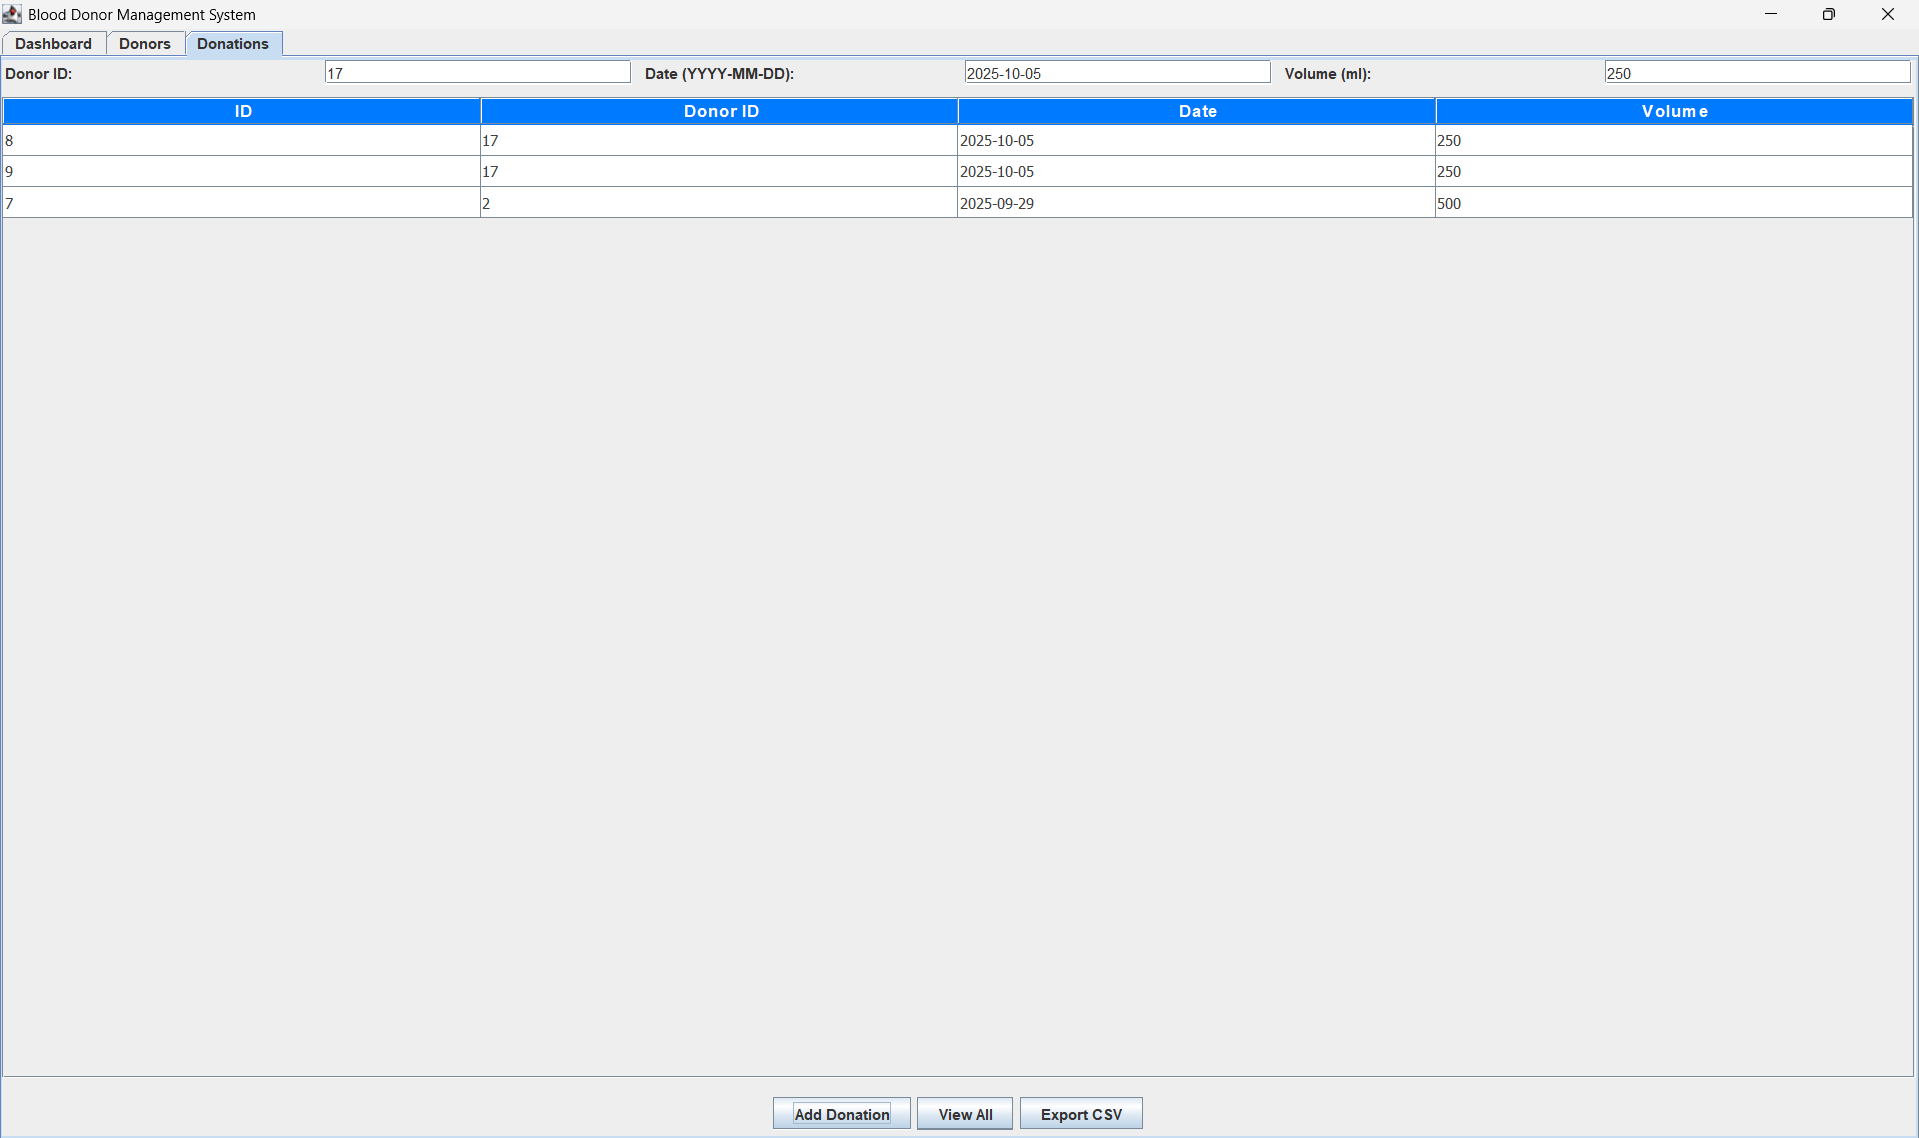 Blood Donor Management System
Dashboard Donors Donations
Donor ID: 17 Date (YYYY-MM-DD): 2025-10-05 Volume (ml): 250
ID Donor ID Date Volume
8 17 2025-10-05 250
9 17 2025-10-05 250
7 2 2025-09-29 500
Add Donation View All Export CSV